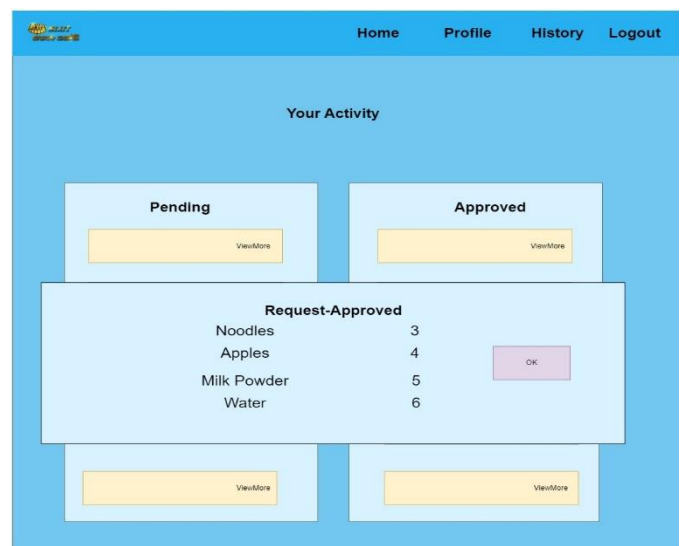 Home Profile History Logout
Your Activity
Pending Approved
ViewMore ViewMore
Request-Approved
Noodles 3
Apples 4
OK
Milk Powder 5
Water 6
ViewMore ViewMore